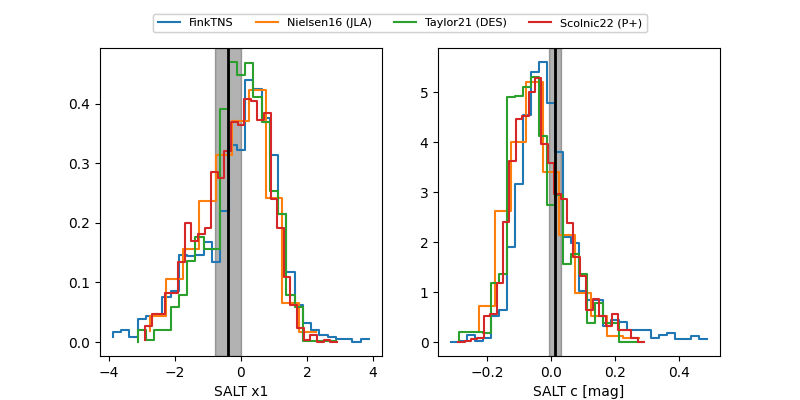 FinkTNS Nielsen16 (JLA) Taylor21 (DES) Scolnic22 (P+)
0.4
0.3
0.2
0.1
0.0
−4 −2 0 2 4
SALT x1
5
4
3
2
1
0
−0.2 0.0 0.2 0.4
SALT c [mag]